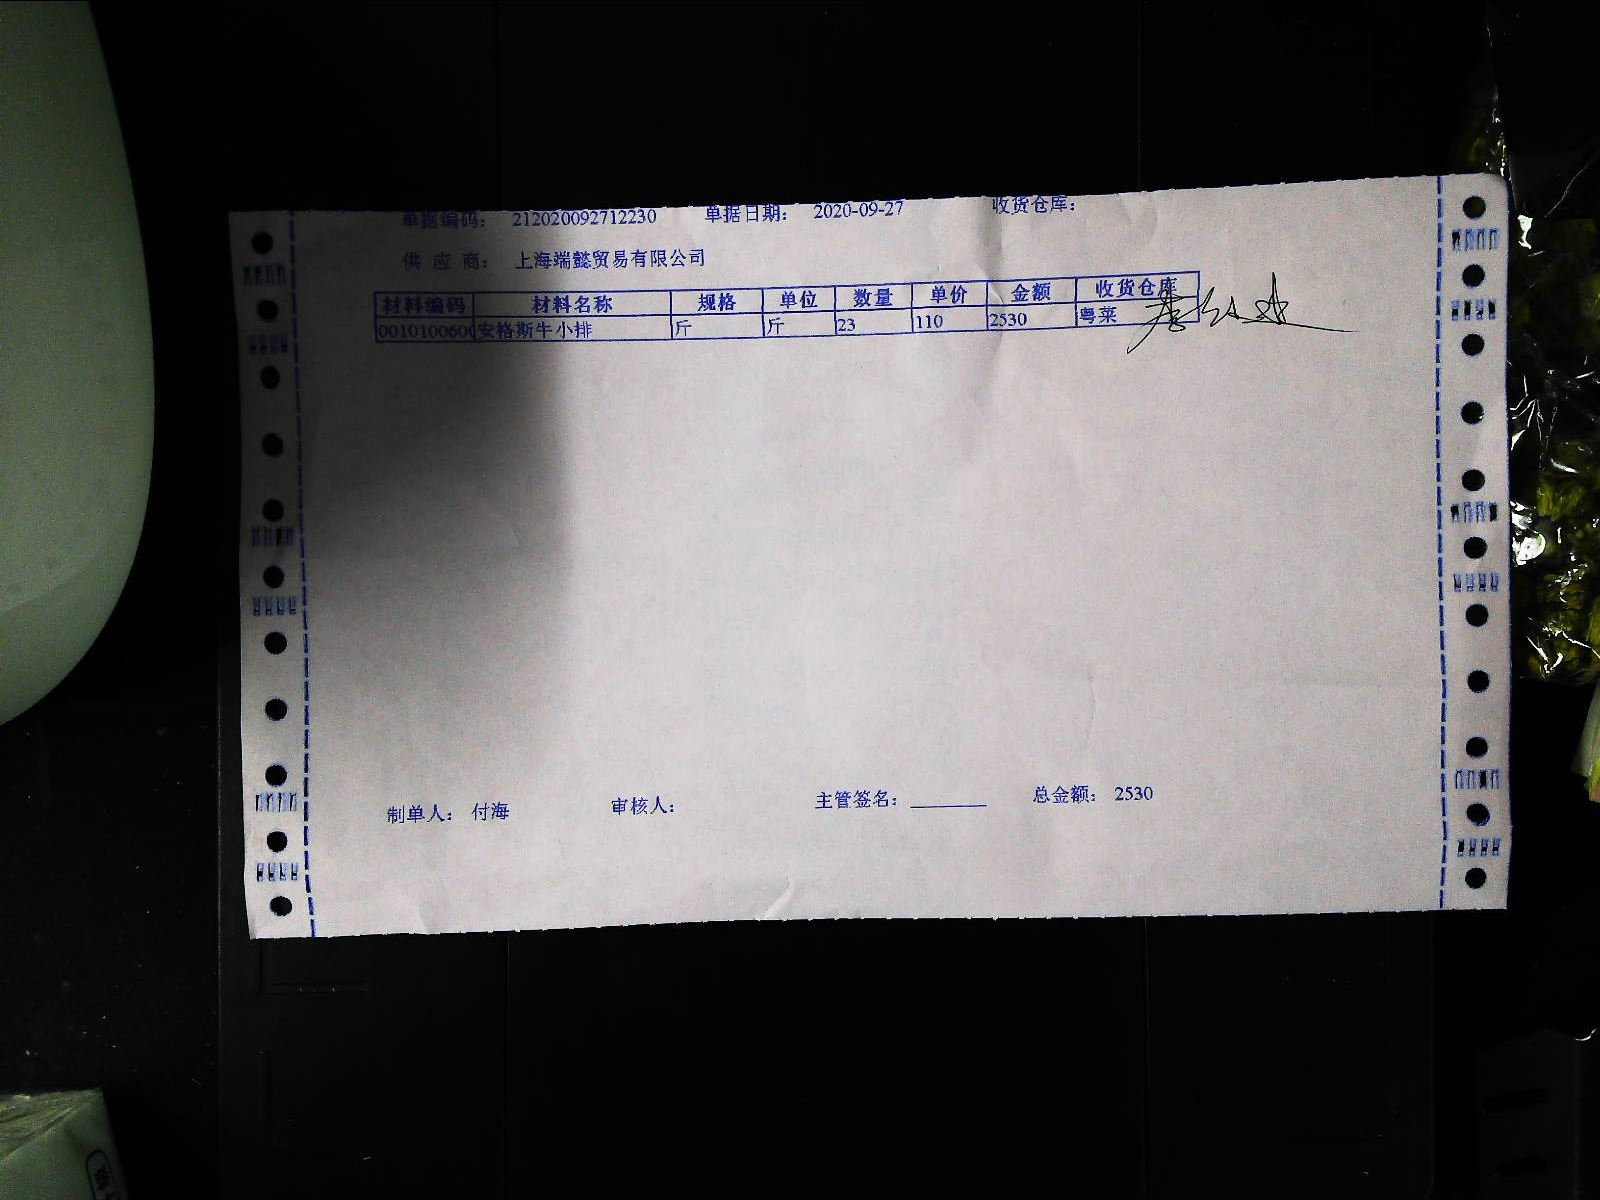 单据编码： 212020092712230 单据日期： 2020-09-27 收货仓库：
供 应 商： 上海端懿贸易有限公司
材料编码 材料名称 规格 单位 数量 单价 金额 收货仓库
0010100600 安格斯牛小排 斤 斤 23 110 2530 粤菜
制单人： 付海 审核人： 主管签名：________ 总金额： 2530